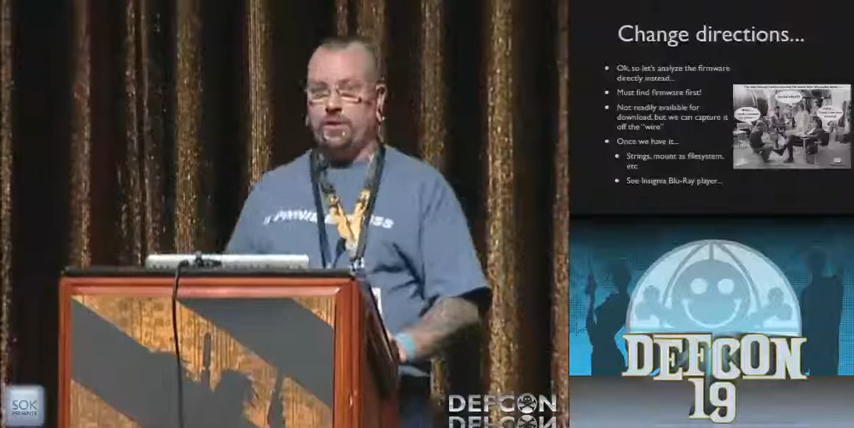 Change directions...
Ok, so let's analyze the firmware
directly instead...
Must find firmware first!
Not readily available for
download, but we can capture it
off the "wire"
Once we have it...
Strings, mount as filesystem,
etc
See Insignia Blu-Ray player...
SOK
DEFCON
DEFCON
19